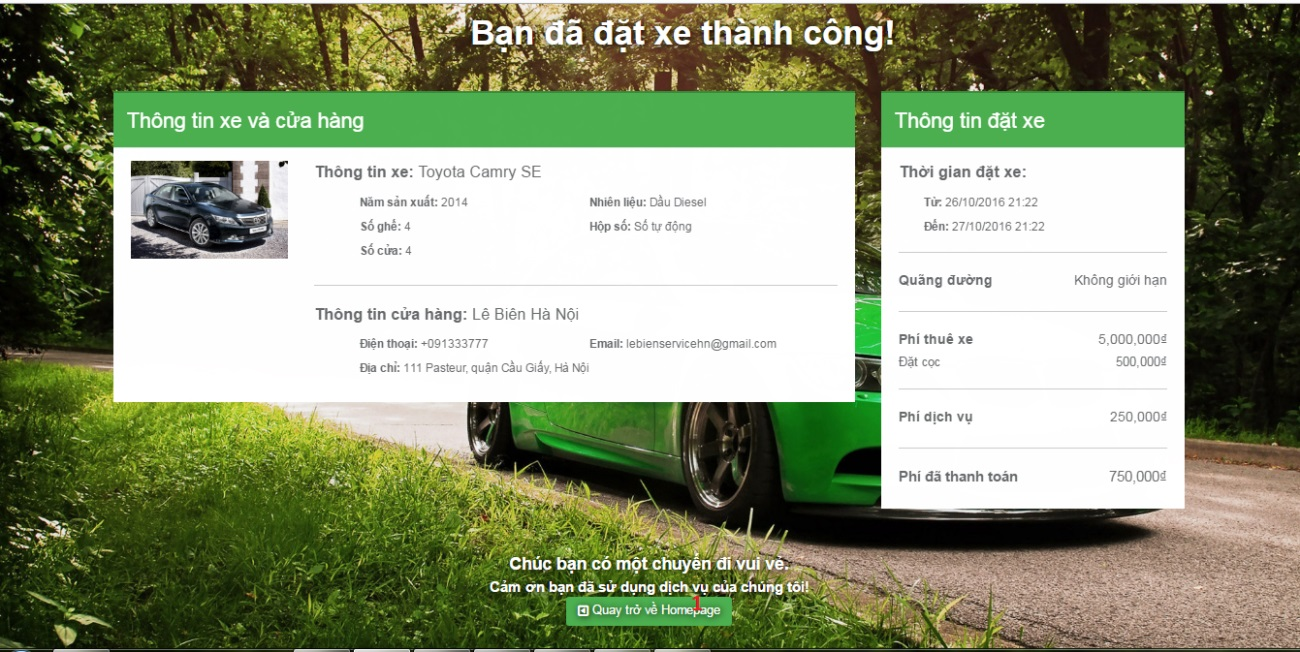 Bạn đã đặt xe thành công!
Thông tin xe và cửa hàng
Thông tin xe: Toyota Camry SE
Năm sản xuất: 2014
Nhiên liệu: Dầu Diesel
Số ghế: 4
Hộp số: Số tự động
Số cửa: 4
Thông tin cửa hàng: Lê Biên Hà Nội
Điện thoại: +091333777
Email: lebienservicehn@gmail.com
Địa chỉ: 111 Pasteur, quận Cầu Giấy, Hà Nội
Thông tin đặt xe
Thời gian đặt xe:
Từ: 26/10/2016 21:22
Đến: 27/10/2016 21:22
Quãng đường Không giới hạn
Phí thuê xe 5,000,000đ
Đặt cọc 500,000đ
Phí dịch vụ 250,000đ
Phí đã thanh toán 750,000đ
Chúc bạn có một chuyến đi vui vẻ.
Cám ơn bạn đã sử dụng dịch vụ của chúng tôi!
1
Quay trở về Homepage